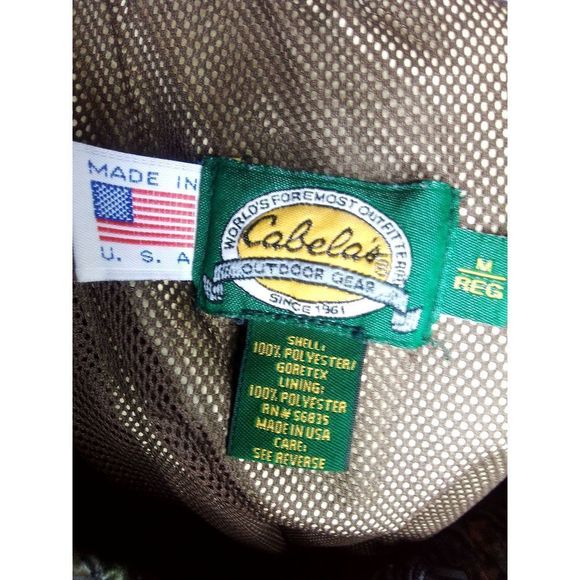 MADE IN
U. S. A
WORLD'S FOREMOST OUTFITTER
Cabela's
OUTDOOR GEAR
SINCE 1961
M
REG
SHELL:
100% POLYESTER/
GORETEX
LINING:
100% POLYESTER
RN# 56835
MADE IN USA
CARE:
SEE REVERSE